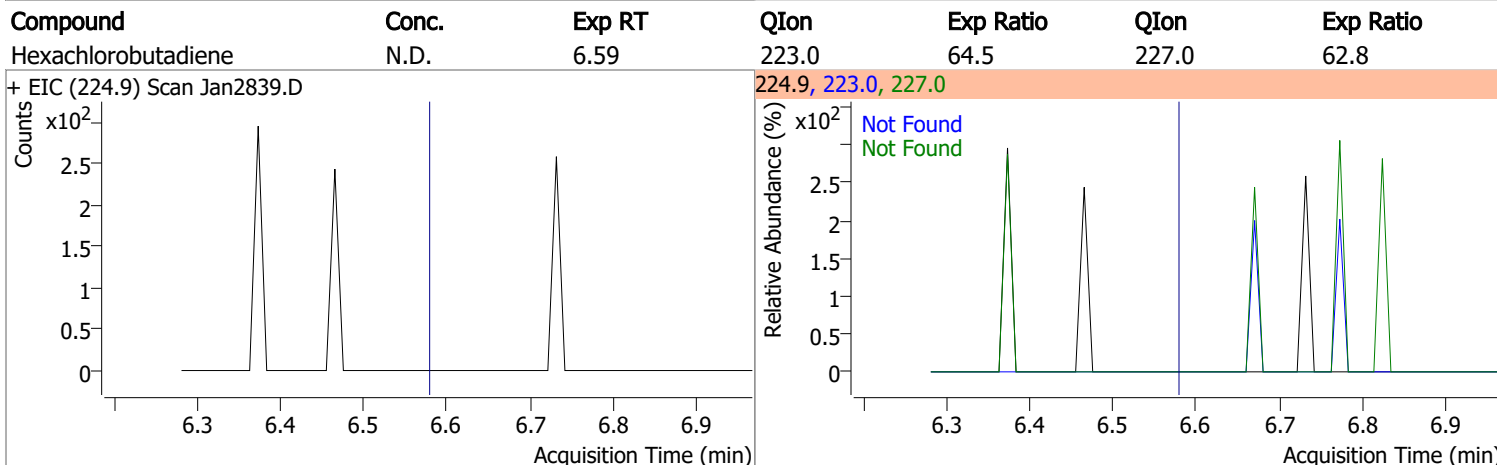 Compound Conc. Exp RT QIon Exp Ratio QIon Exp Ratio
Hexachlorobutadiene N.D. 6.59 223.0 64.5 227.0 62.8
+ EIC (224.9) Scan Jan2839.D
Counts
x10²
2.5
2
1.5
1
0.5
0
6.3 6.4 6.5 6.6 6.7 6.8 6.9
Acquisition Time (min)
224.9, 223.0, 227.0
Relative Abundance (%)
x10²
Not Found
Not Found
2.5
2
1.5
1
0.5
0
6.3 6.4 6.5 6.6 6.7 6.8 6.9
Acquisition Time (min)